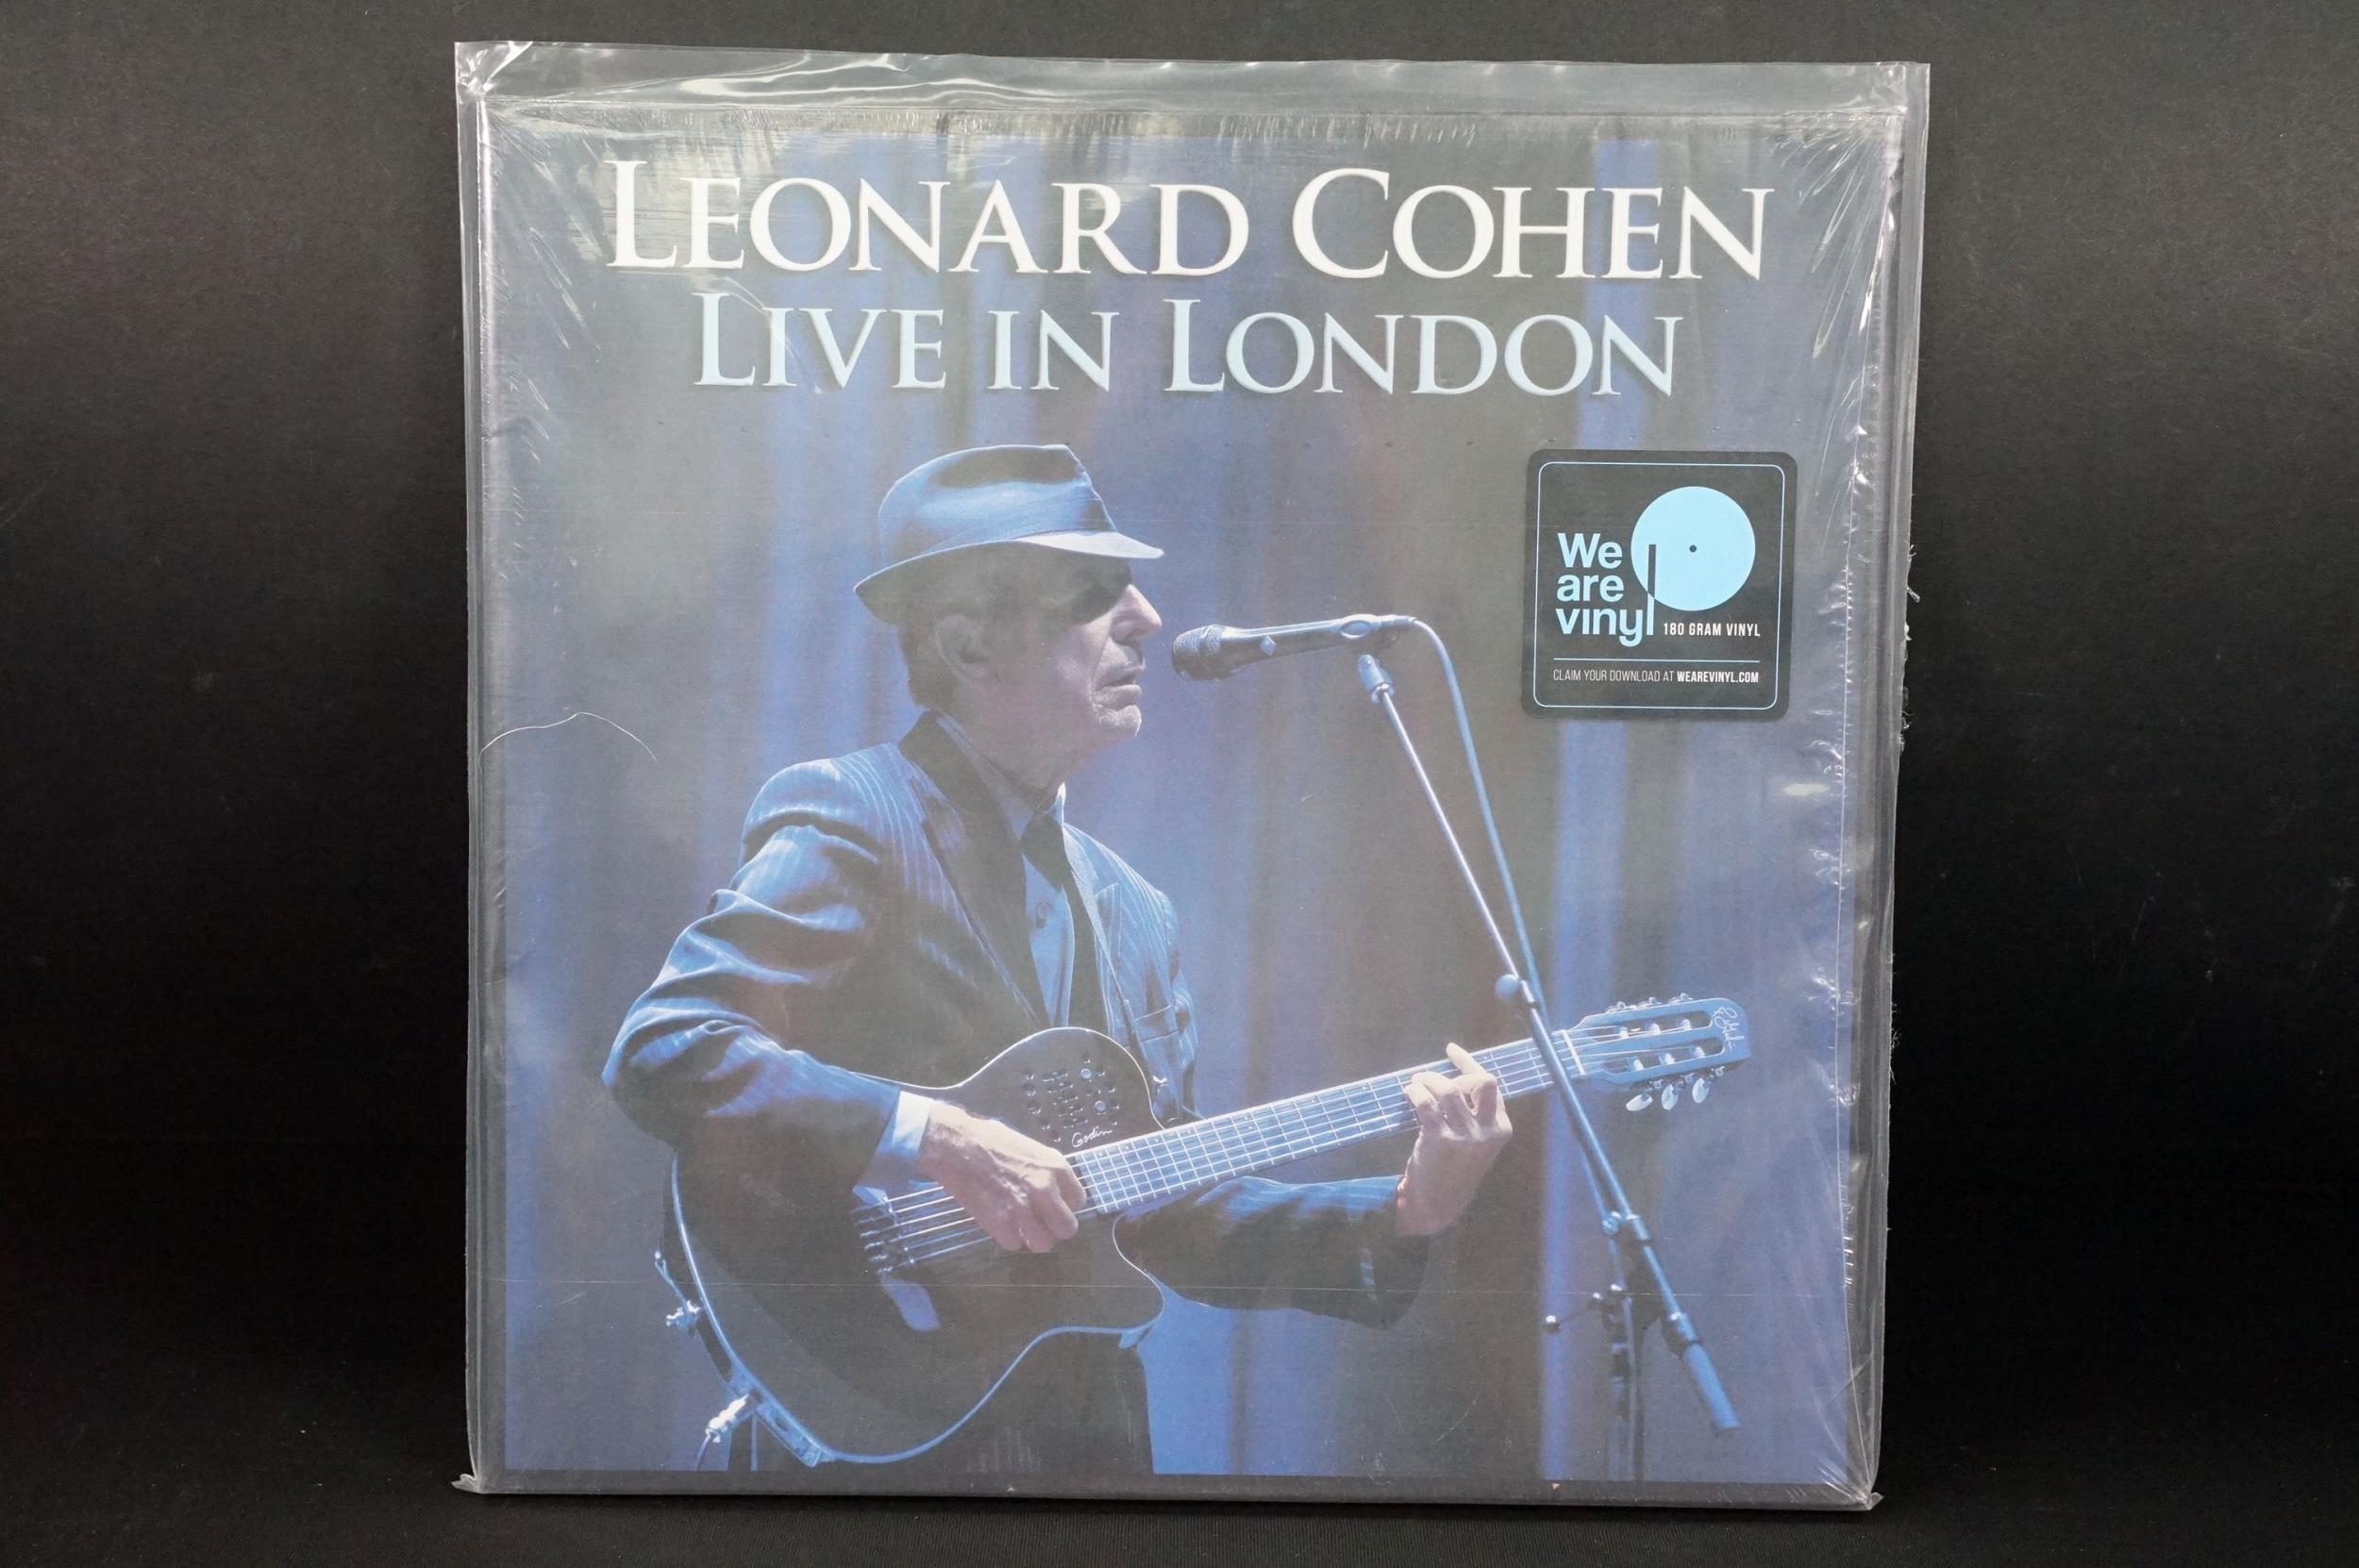 LEONARD COHEN
LIVE IN LONDON
We
are
vinyl
180 GRAM VINYL
CLAIM YOUR DOWNLOAD AT WEAREVINYL.COM
Godin